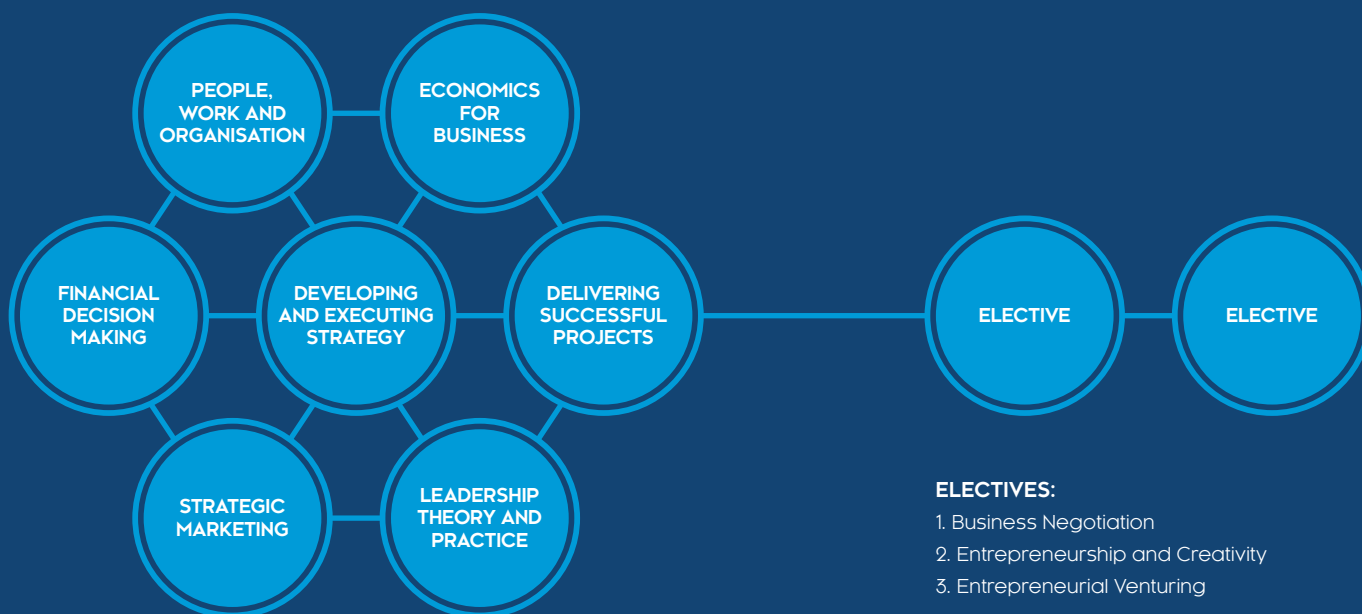 PEOPLE,
WORK AND
ORGANISATION
ECONOMICS
FOR
BUSINESS
FINANCIAL
DECISION
MAKING
DEVELOPING
AND EXECUTING
STRATEGY
DELIVERING
SUCCESSFUL
PROJECTS
ELECTIVE
ELECTIVE
STRATEGIC
MARKETING
LEADERSHIP
THEORY AND
PRACTICE
ELECTIVES:
1. Business Negotiation
2. Entrepreneurship and Creativity
3. Entrepreneurial Venturing